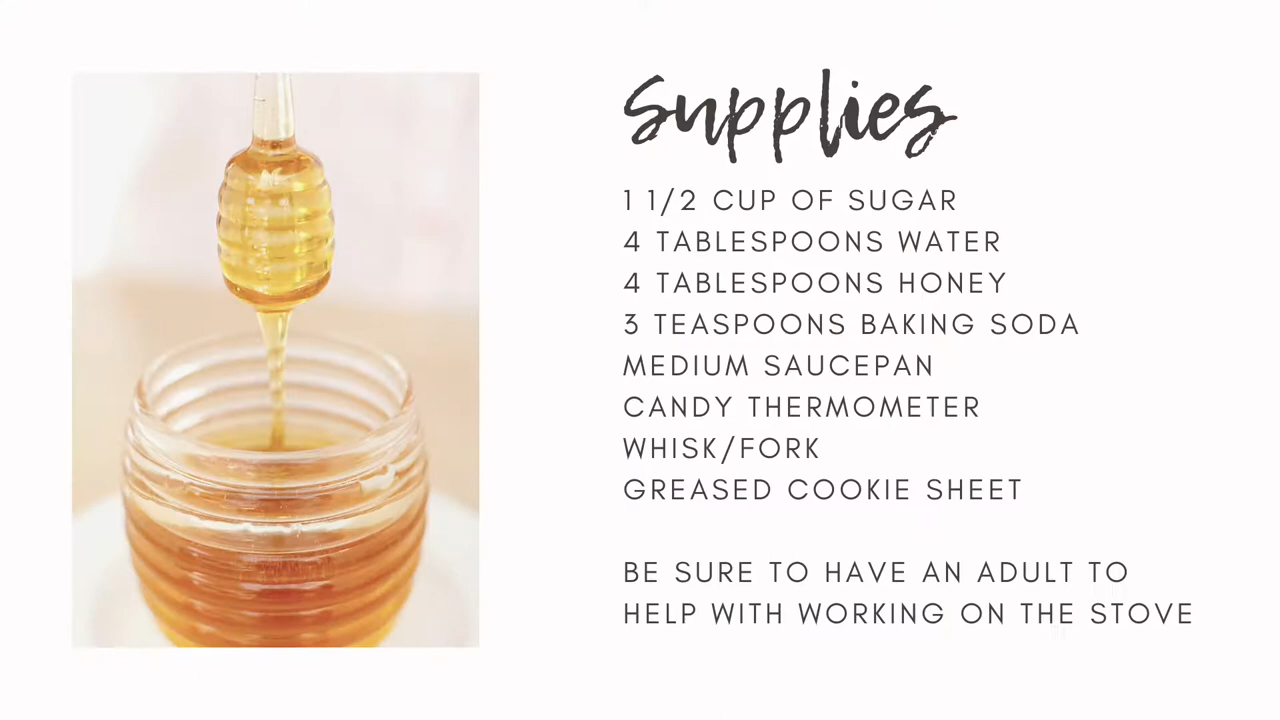 Supplies
1 1/2 CUP OF SUGAR
4 TABLESPOONS WATER
4 TABLESPOONS HONEY
3 TEASPOONS BAKING SODA
MEDIUM SAUCEPAN
CANDY THERMOMETER
WHISK/FORK
GREASED COOKIE SHEET
BE SURE TO HAVE AN ADULT TO
HELP WITH WORKING ON THE STOVE